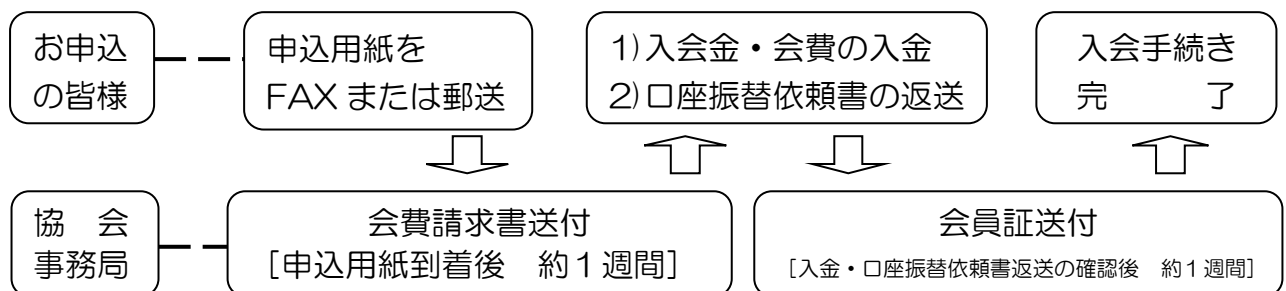 お申込
の皆様
申込用紙を
FAX または郵送
1)入会金・会費の入金
2)口座振替依頼書の返送
入会手続き
完　　了
協　会
事務局
会費請求書送付
[申込用紙到着後　約1週間]
会員証送付
[入金・口座振替依頼書返送の確認後　約1週間]